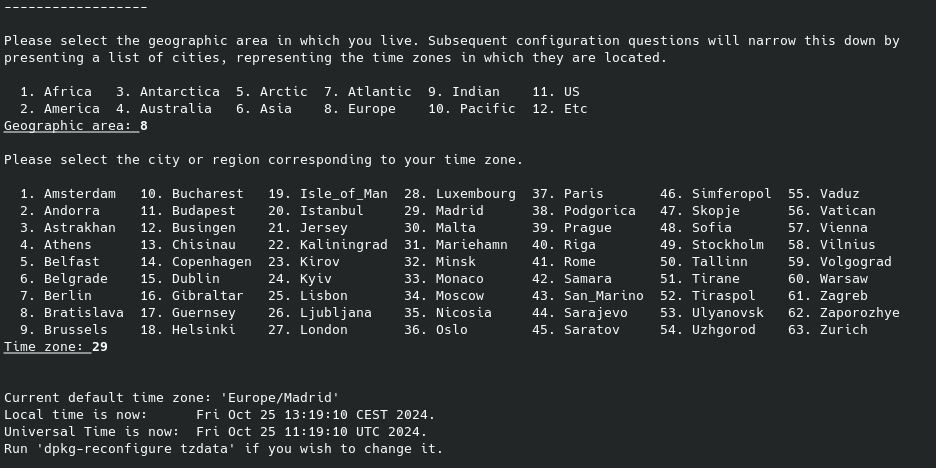 ------------------
Please select the geographic area in which you live. Subsequent configuration questions will narrow this down by
presenting a list of cities, representing the time zones in which they are located.
1. Africa 3. Antarctica 5. Arctic 7. Atlantic 9. Indian 11. US
2. America 4. Australia 6. Asia 8. Europe 10. Pacific 12. Etc
Geographic area: 8
Please select the city or region corresponding to your time zone.
1. Amsterdam 10. Bucharest 19. Isle_of_Man 28. Luxembourg 37. Paris 46. Simferopol 55. Vaduz
2. Andorra 11. Budapest 20. Istanbul 29. Madrid 38. Podgorica 47. Skopje 56. Vatican
3. Astrakhan 12. Busingen 21. Jersey 30. Malta 39. Prague 48. Sofia 57. Vienna
4. Athens 13. Chisinau 22. Kaliningrad 31. Mariehamn 40. Riga 49. Stockholm 58. Vilnius
5. Belfast 14. Copenhagen 23. Kirov 32. Minsk 41. Rome 50. Tallinn 59. Volgograd
6. Belgrade 15. Dublin 24. Kyiv 33. Monaco 42. Samara 51. Tirane 60. Warsaw
7. Berlin 16. Gibraltar 25. Lisbon 34. Moscow 43. San_Marino 52. Tiraspol 61. Zagreb
8. Bratislava 17. Guernsey 26. Ljubljana 35. Nicosia 44. Sarajevo 53. Ulyanovsk 62. Zaporozhye
9. Brussels 18. Helsinki 27. London 36. Oslo 45. Saratov 54. Uzhgorod 63. Zurich
Time zone: 29
Current default time zone: 'Europe/Madrid'
Local time is now:      Fri Oct 25 13:19:10 CEST 2024.
Universal Time is now:  Fri Oct 25 11:19:10 UTC 2024.
Run 'dpkg-reconfigure tzdata' if you wish to change it.